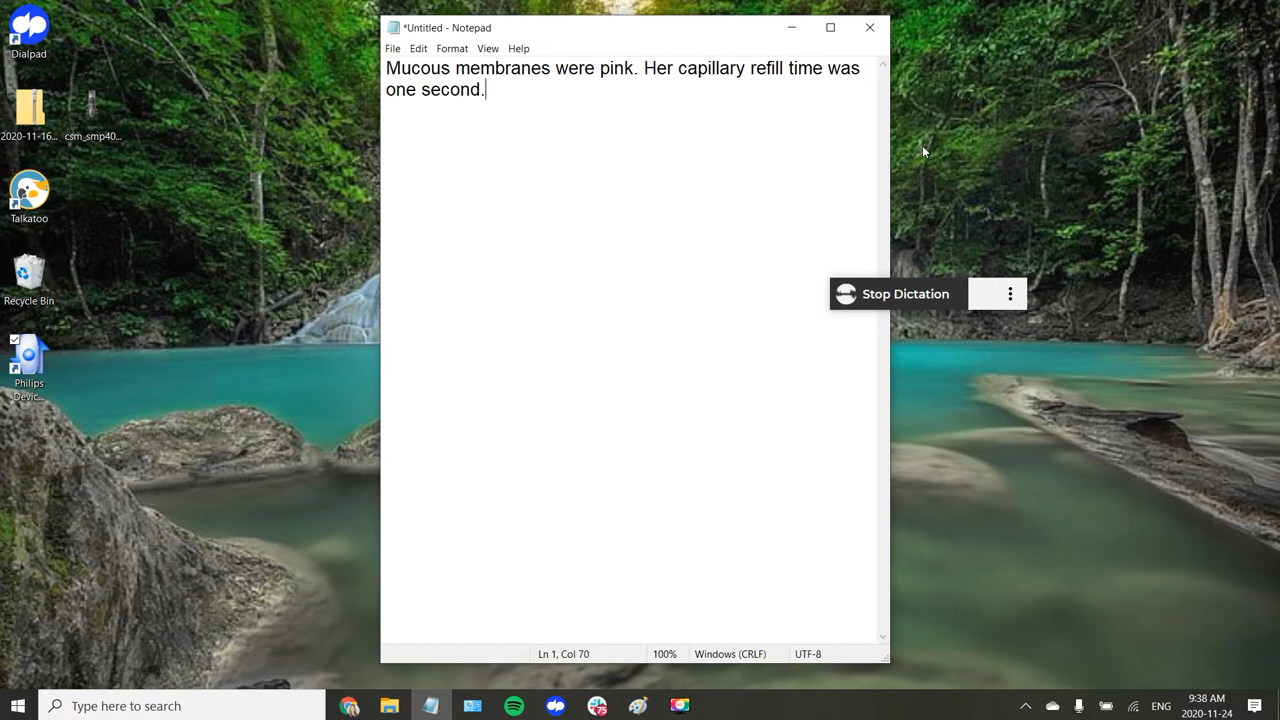 Dialpad
2020-11-16...
csm_smp40...
Talkatoo
Recycle Bin
Philips
Devic...
*Untitled - Notepad
File Edit Format View Help
Mucous membranes were pink. Her capillary refill time was
one second.
Stop Dictation
Ln 1, Col 70
100%
Windows (CRLF)
UTF-8
Type here to search
75
ENG
9:38 AM
2020-11-24